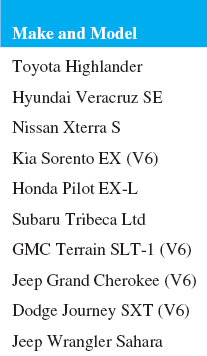 Make and Model
Toyota Highlander
Hyundai Veracruz SE
Nissan Xterra S
Kia Sorento EX (V6)
Honda Pilot EX-L
Subaru Tribeca Ltd
GMC Terrain SLT-1 (V6)
Jeep Grand Cherokee (V6)
Dodge Journey SXT (V6)
Jeep Wrangler Sahara